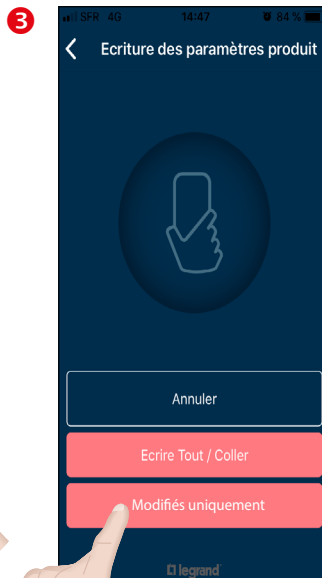 3
SFR 4G 14:47 84 %
Ecriture des paramètres produit
Annuler
Ecrire Tout / Coller
Modifiés uniquement
legrand